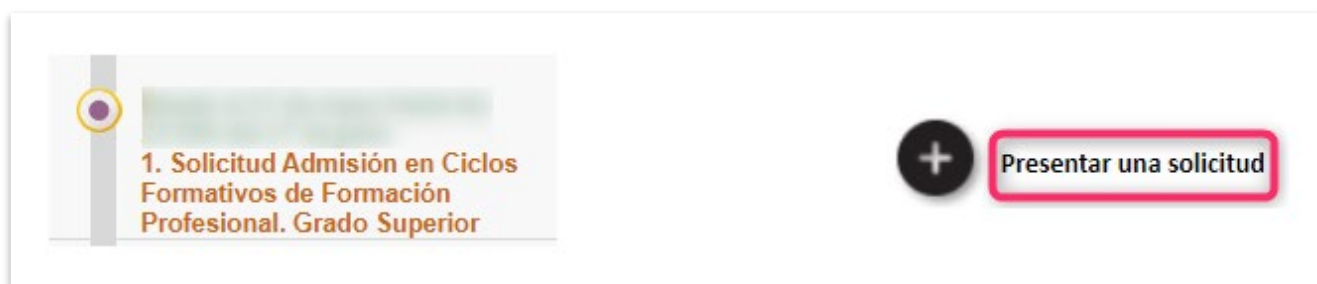 1. Solicitud Admisión en Ciclos
Formativos de Formación
Profesional. Grado Superior
Presentar una solicitud